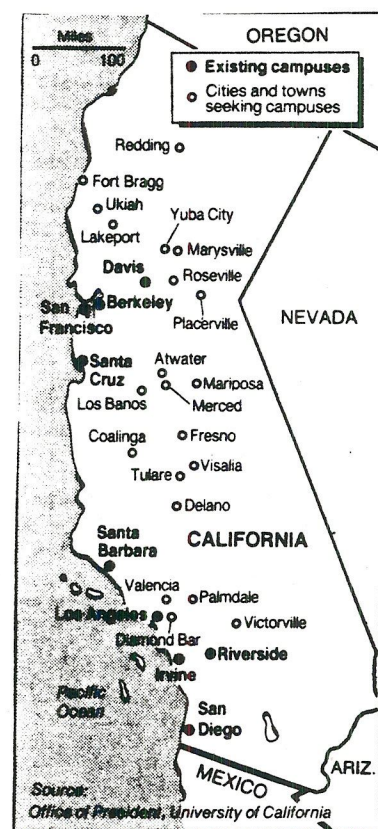 Miles
0 100
OREGON
Existing campuses
Cities and towns
seeking campuses
Redding
Fort Bragg
Ukiah
Lakeport
Yuba City
Marysville
Davis
Roseville
Berkeley
San
Francisco
Placerville
NEVADA
Santa
Cruz
Atwater
Mariposa
Merced
Los Banos
Coalinga
Fresno
Visalia
Tulare
Delano
CALIFORNIA
Santa
Barbara
Valencia
Palmdale
Los Angeles
Diamond Bar
Victorville
Riverside
Irvine
Pacific
Ocean
San
Diego
MEXICO
ARIZ.
Source:
Office of President, University of California